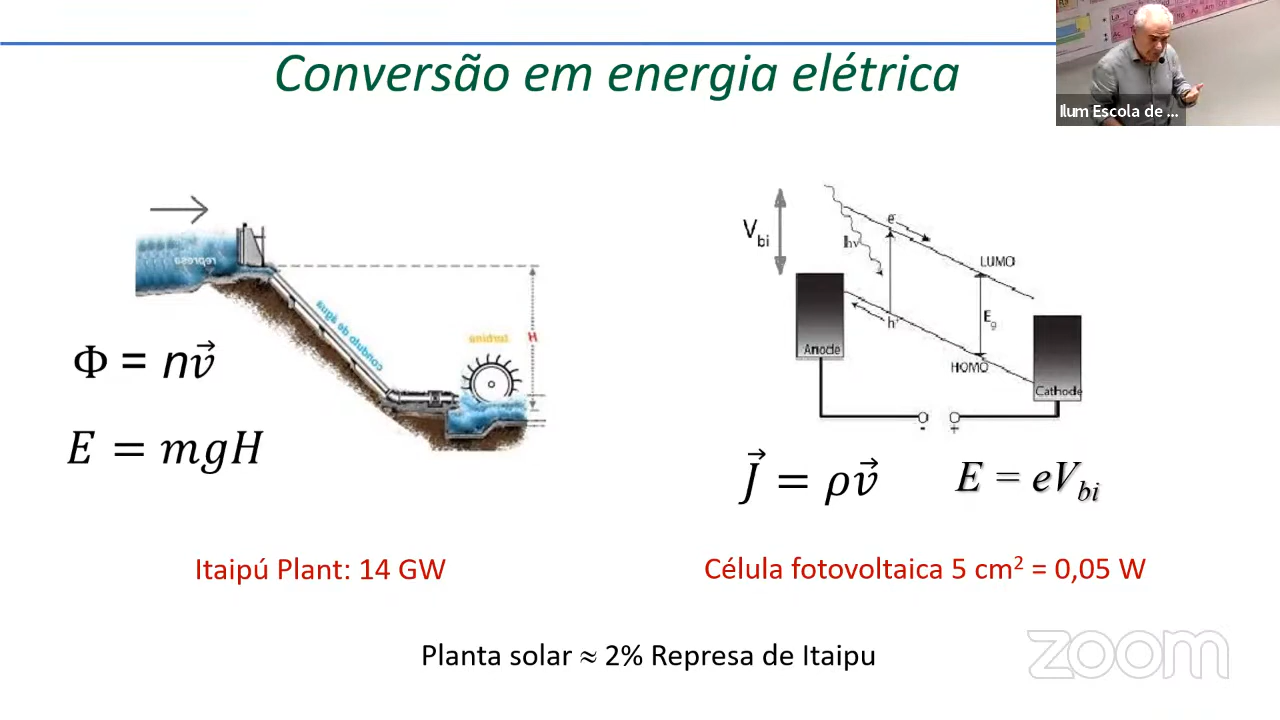 Conversão em energia elétrica
Ilum Escola de ...
represa
conduto de água
turbina
H
Φ = nv⃗
E = mgH
V_bi
e⁻
hν
LUMO
E_g
h⁺
HOMO
Anode
Cathode
- +
J⃗ = ρv⃗
E = eV_bi
Itaipú Plant: 14 GW
Célula fotovoltaica 5 cm² = 0,05 W
Planta solar ≈ 2% Represa de Itaipu
zoom